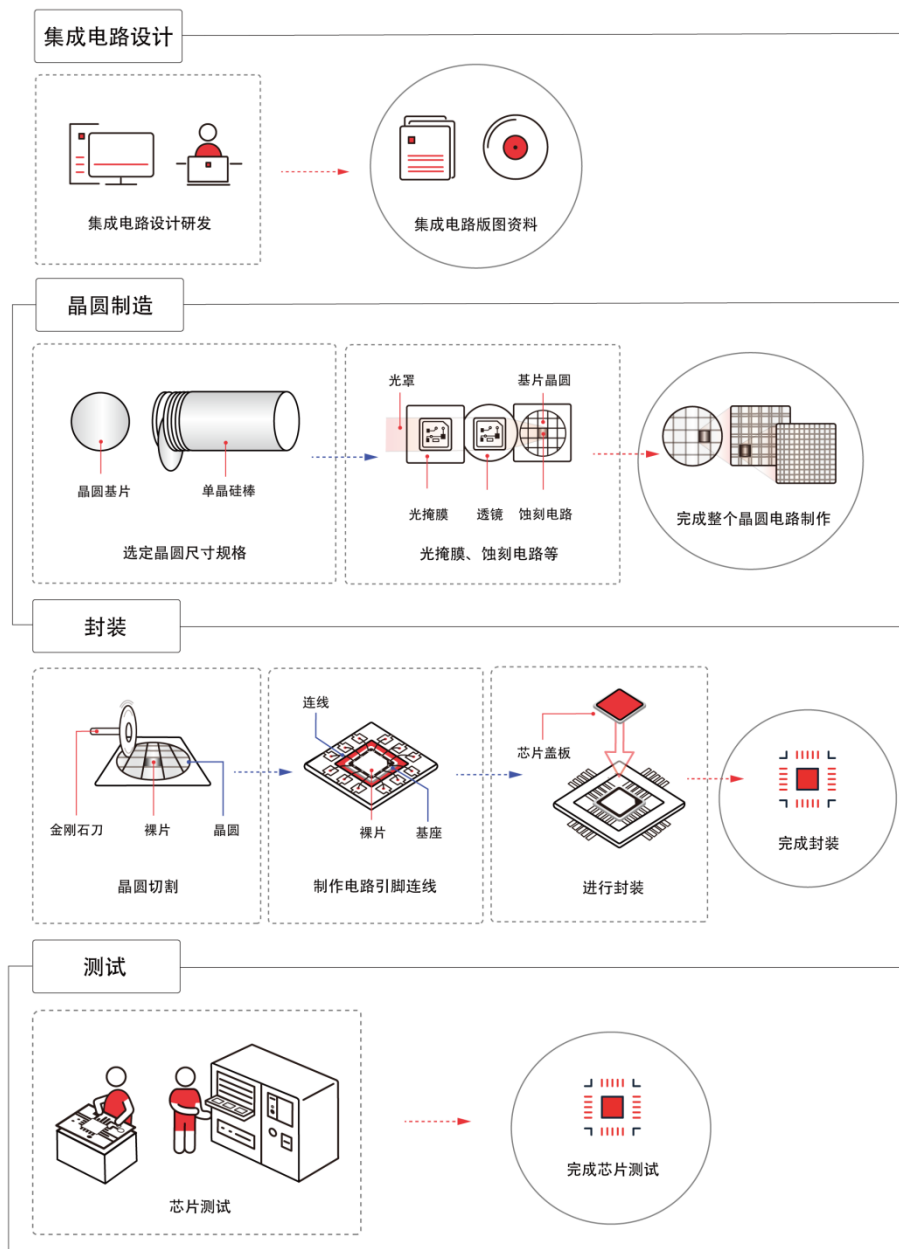 集成电路设计
集成电路设计研发
集成电路版图资料
晶圆制造
晶圆基片
单晶硅棒
选定晶圆尺寸规格
光罩
基片晶圆
光掩膜
透镜
蚀刻电路
光掩膜、蚀刻电路等
完成整个晶圆电路制作
封装
金刚石刀
裸片
晶圆
晶圆切割
连线
裸片
基座
制作电路引脚连线
芯片盖板
进行封装
完成封装
测试
芯片测试
完成芯片测试